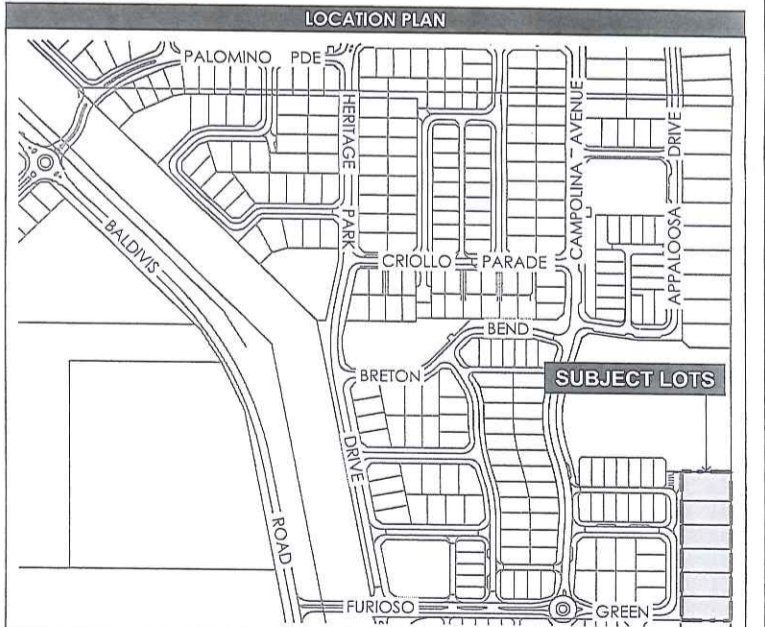 LOCATION PLAN
PALOMINO PDE
HERITAGE PARK
DRIVE
CAMPOLINA AVENUE
APPALOOSA DRIVE
BALDIVIS
ROAD
CRIOLLO PARADE
BRETON BEND
SUBJECT LOTS
FURIOSO GREEN